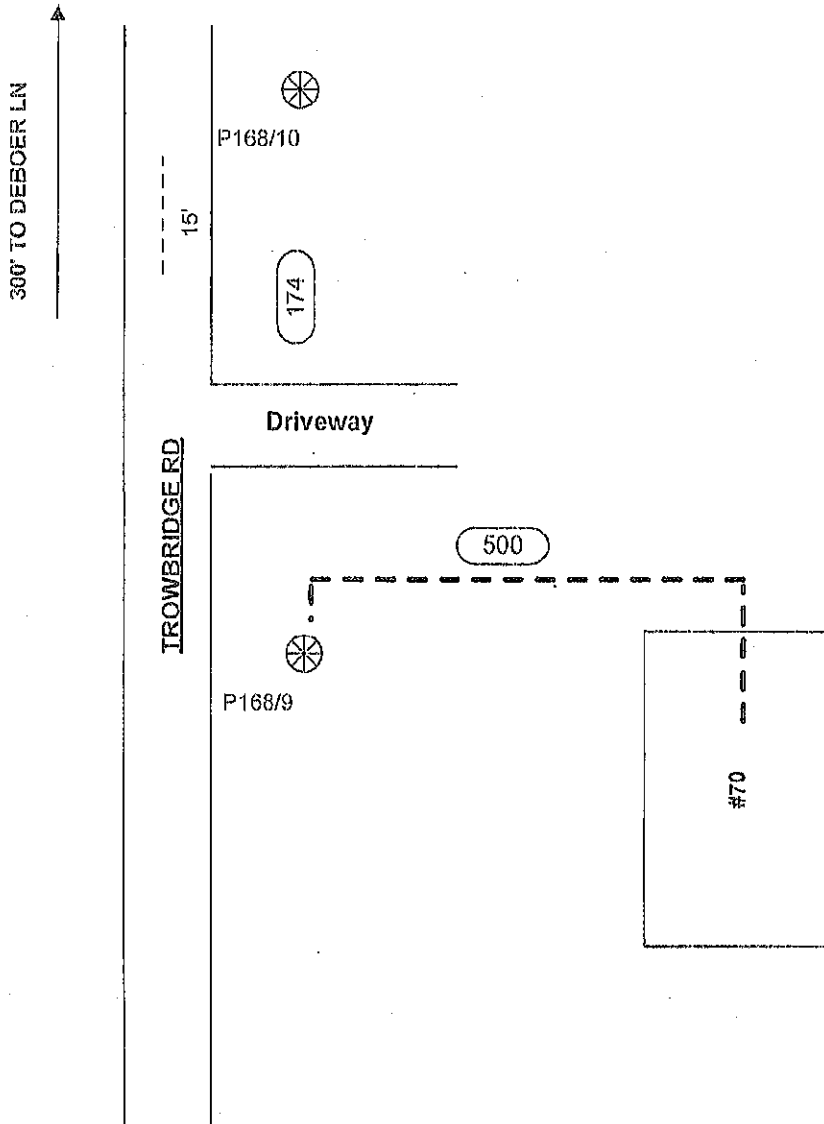 300' TO DEBOER LN
P168/10
15'
174
Driveway
TROWBRIDGE RD
500
P168/9
#70